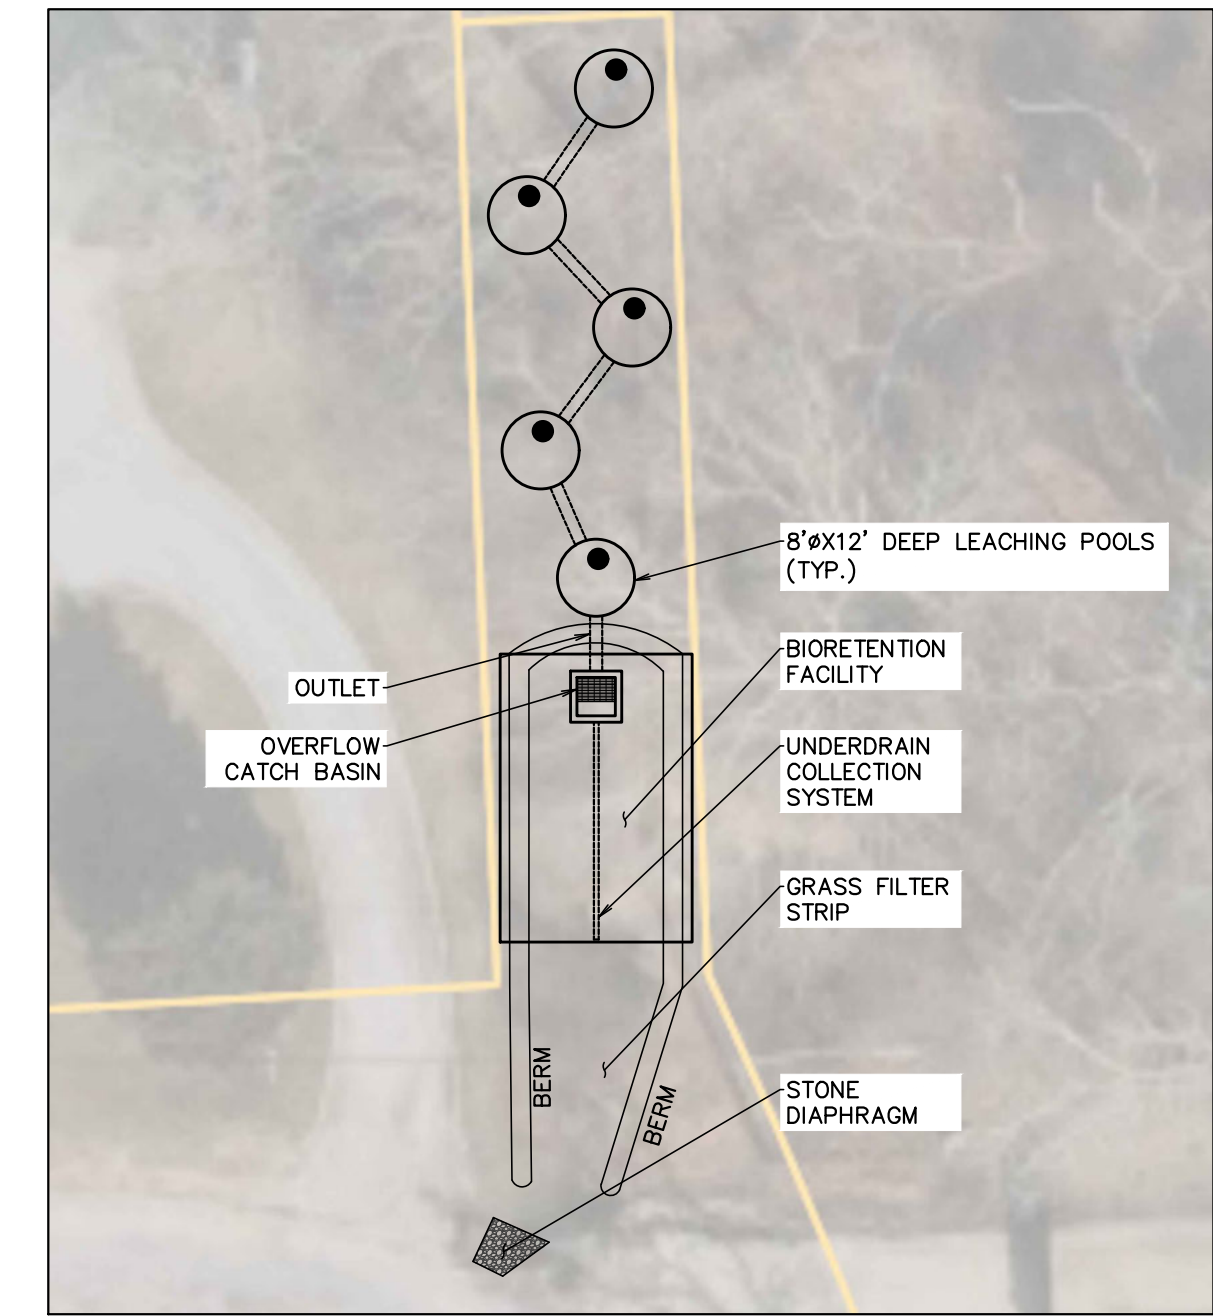 8'øX12' DEEP LEACHING POOLS
(TYP.)
BIORETENTION
FACILITY
OUTLET
OVERFLOW
CATCH BASIN
UNDERDRAIN
COLLECTION
SYSTEM
GRASS FILTER
STRIP
BERM
BERM
STONE
DIAPHRAGM